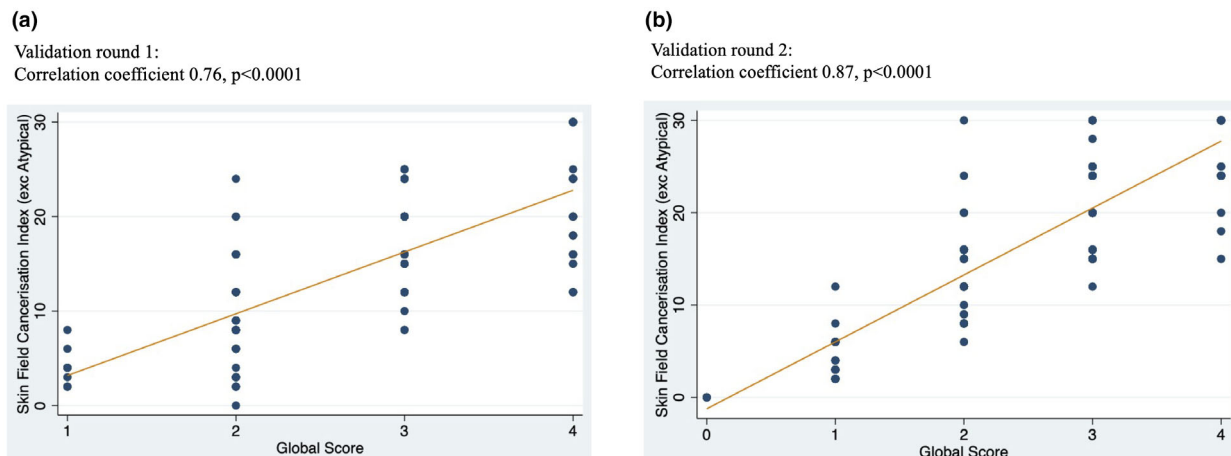 (a)
Validation round 1:
Correlation coefficient 0.76, p<0.0001
Skin Field Cancerisation Index (exc Atypical)
30
20
10
0
1 2 3 4
Global Score
(b)
Validation round 2:
Correlation coefficient 0.87, p<0.0001
Skin Field Cancerisation Index (exc Atypical)
30
20
10
0
0 1 2 3 4
Global Score